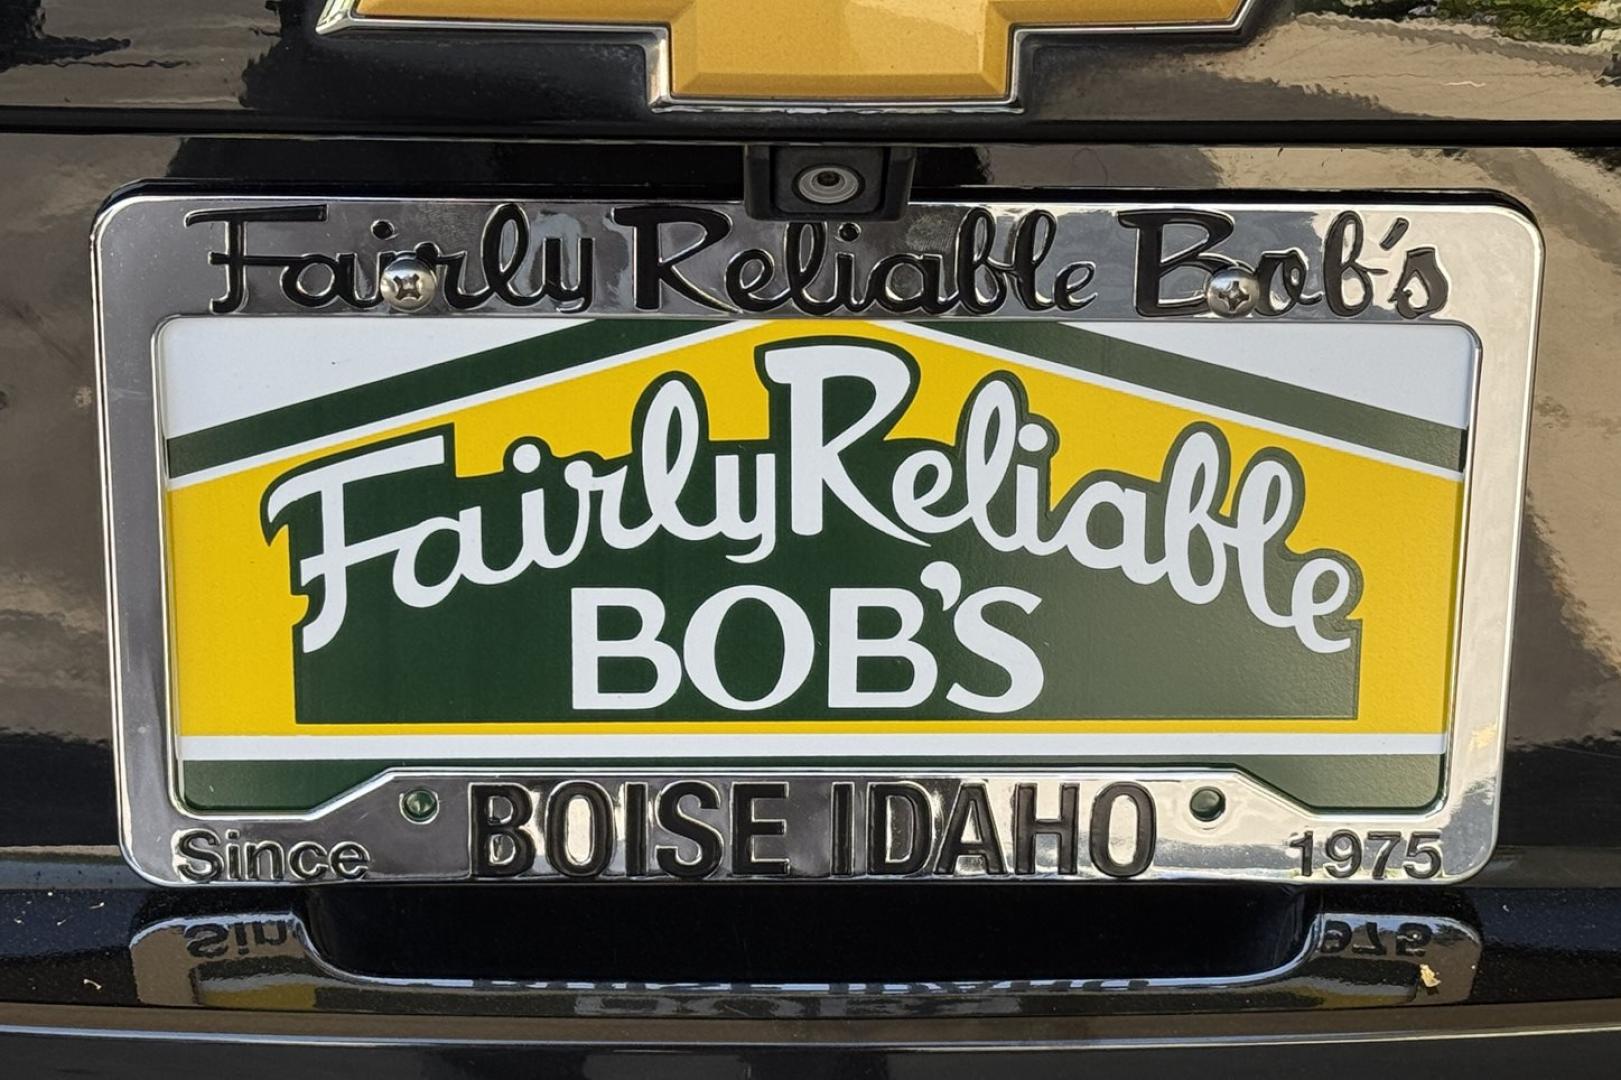 Fairly Reliable Bob's
Fairly Reliable
BOB'S
Since BOISE IDAHO 1975